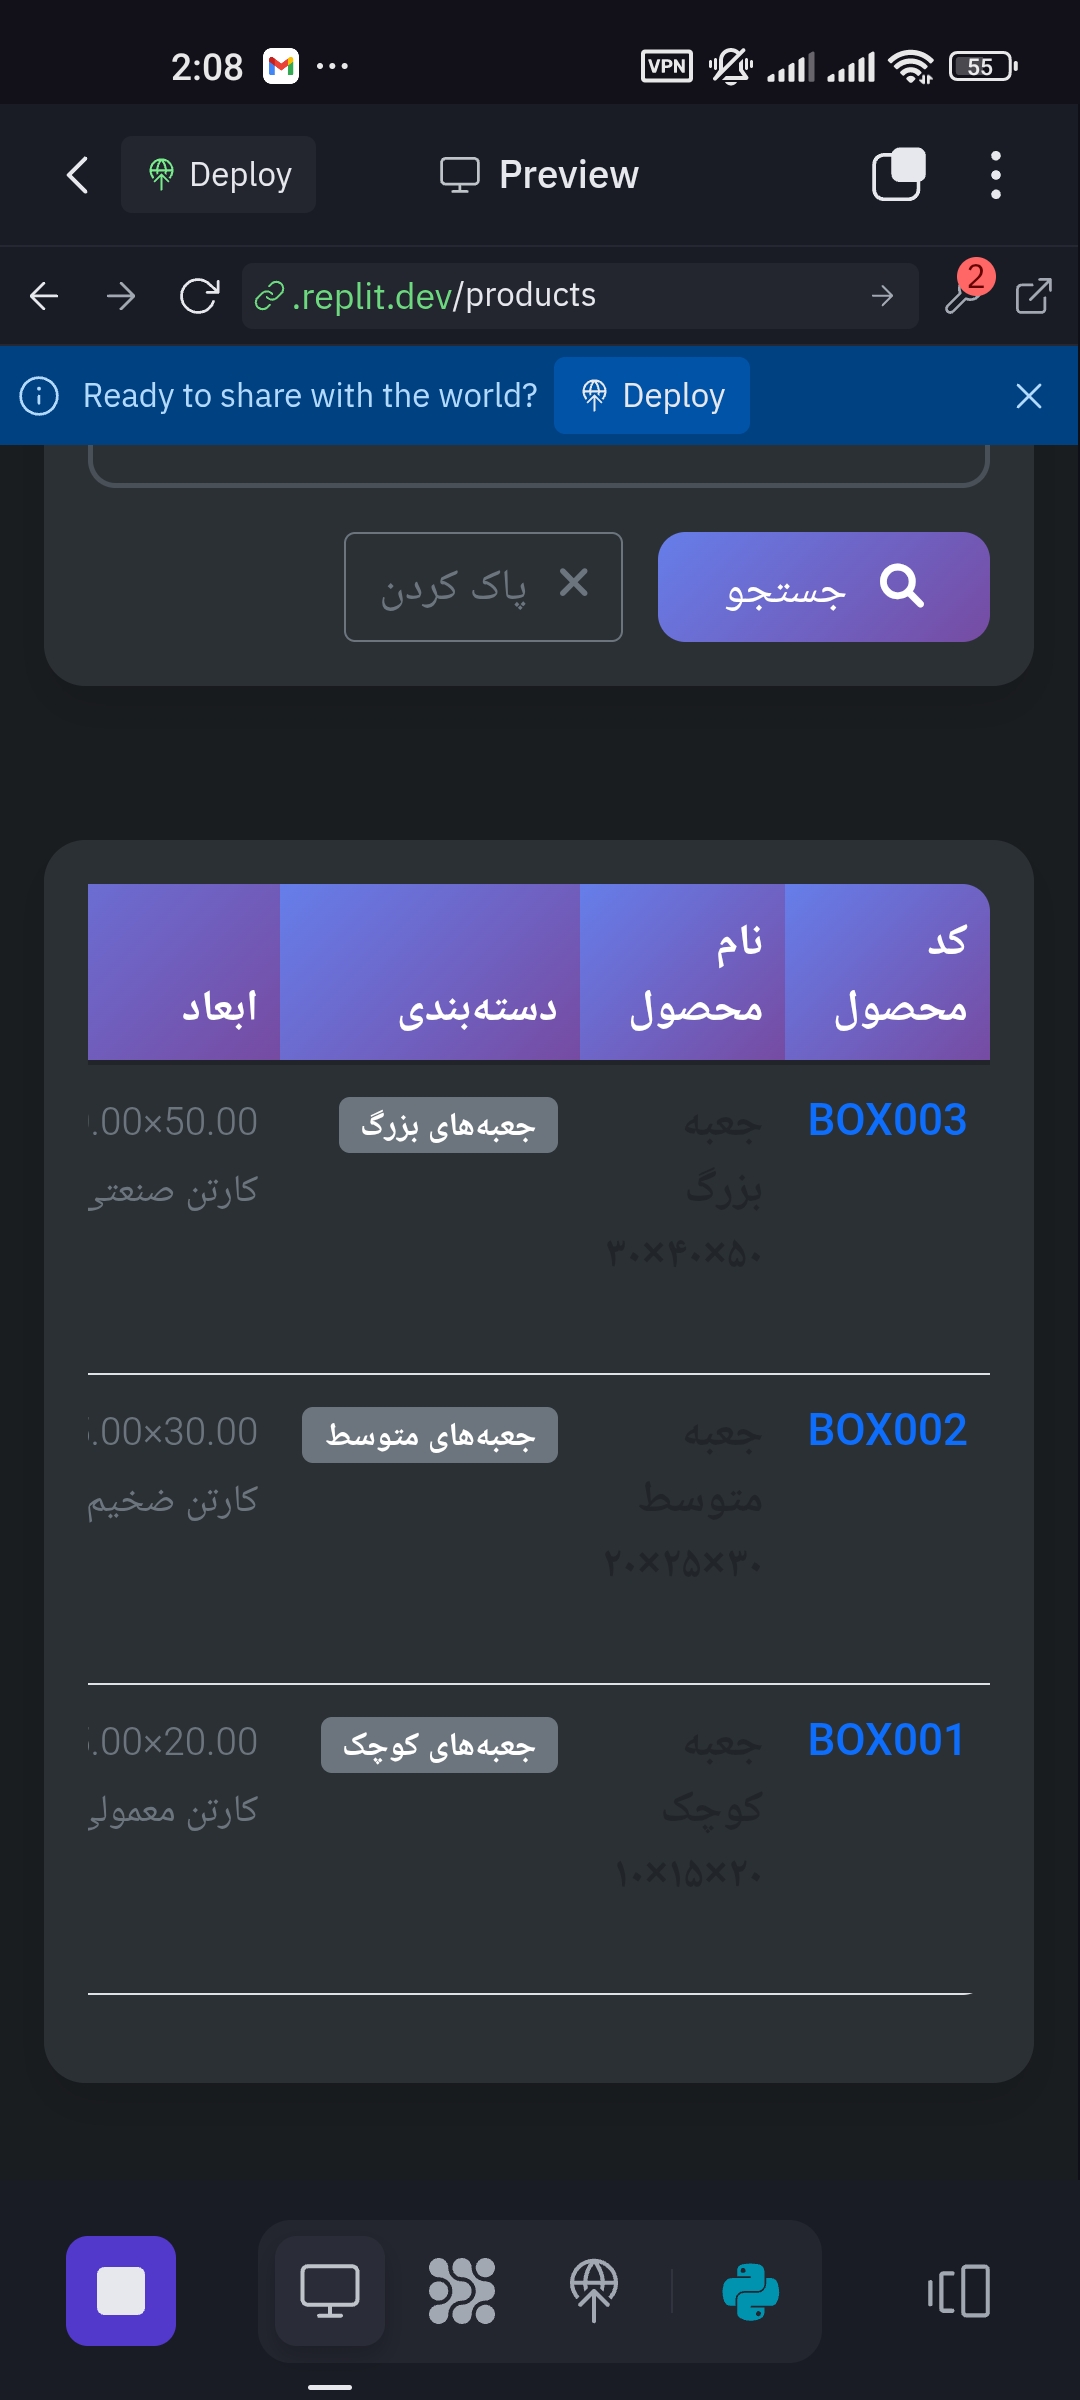 2:08
VPN
55
Deploy
Preview
.replit.dev/products
2
Ready to share with the world?
Deploy
جستجو
پاک کردن
کد محصول
نام محصول
دسته‌بندی
ابعاد
BOX003
جعبه
بزرگ
۵۰×۴۰×۳۰
جعبه‌های بزرگ
.00×50.00
کارتن صنعتی
BOX002
جعبه
متوسط
۳۰×۲۵×۲۰
جعبه‌های متوسط
.00×30.00
کارتن ضخیم
BOX001
جعبه
کوچک
۲۰×۱۵×۱۰
جعبه‌های کوچک
.00×20.00
کارتن معمولی